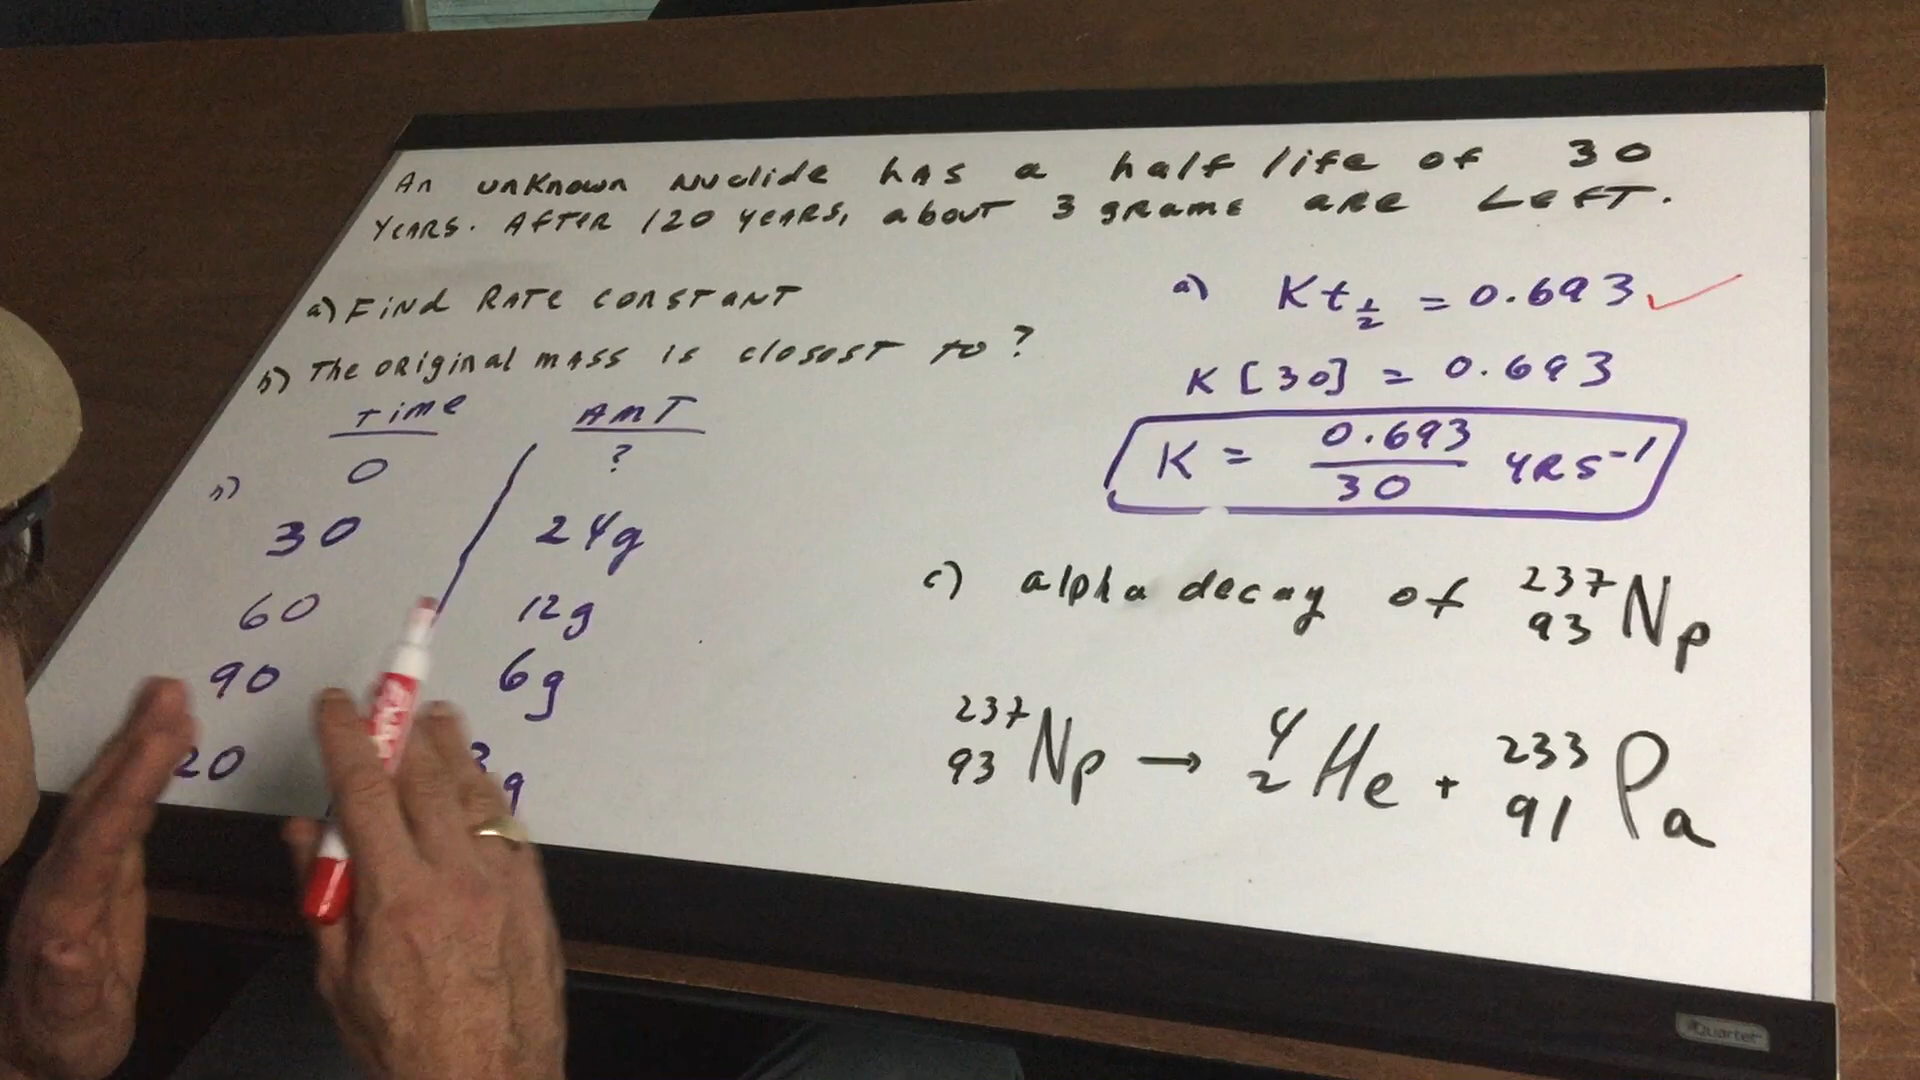 An unknown nuclide has a half life of 30
years. After 120 years, about 3 grams are left.
a) Find rate constant
b) The original mass is closest to?
Time AMT
b) 0 ?
30 24g
60 12g
90 6g
20 3g
a) Kt½ = 0.693 ✓
K [30] = 0.693
K = 0.693/30 yrs⁻¹
c) alpha decay of ²³⁷₉₃Np
²³⁷₉₃Np → ⁴₂He + ²³³₉₁Pa
Quartet